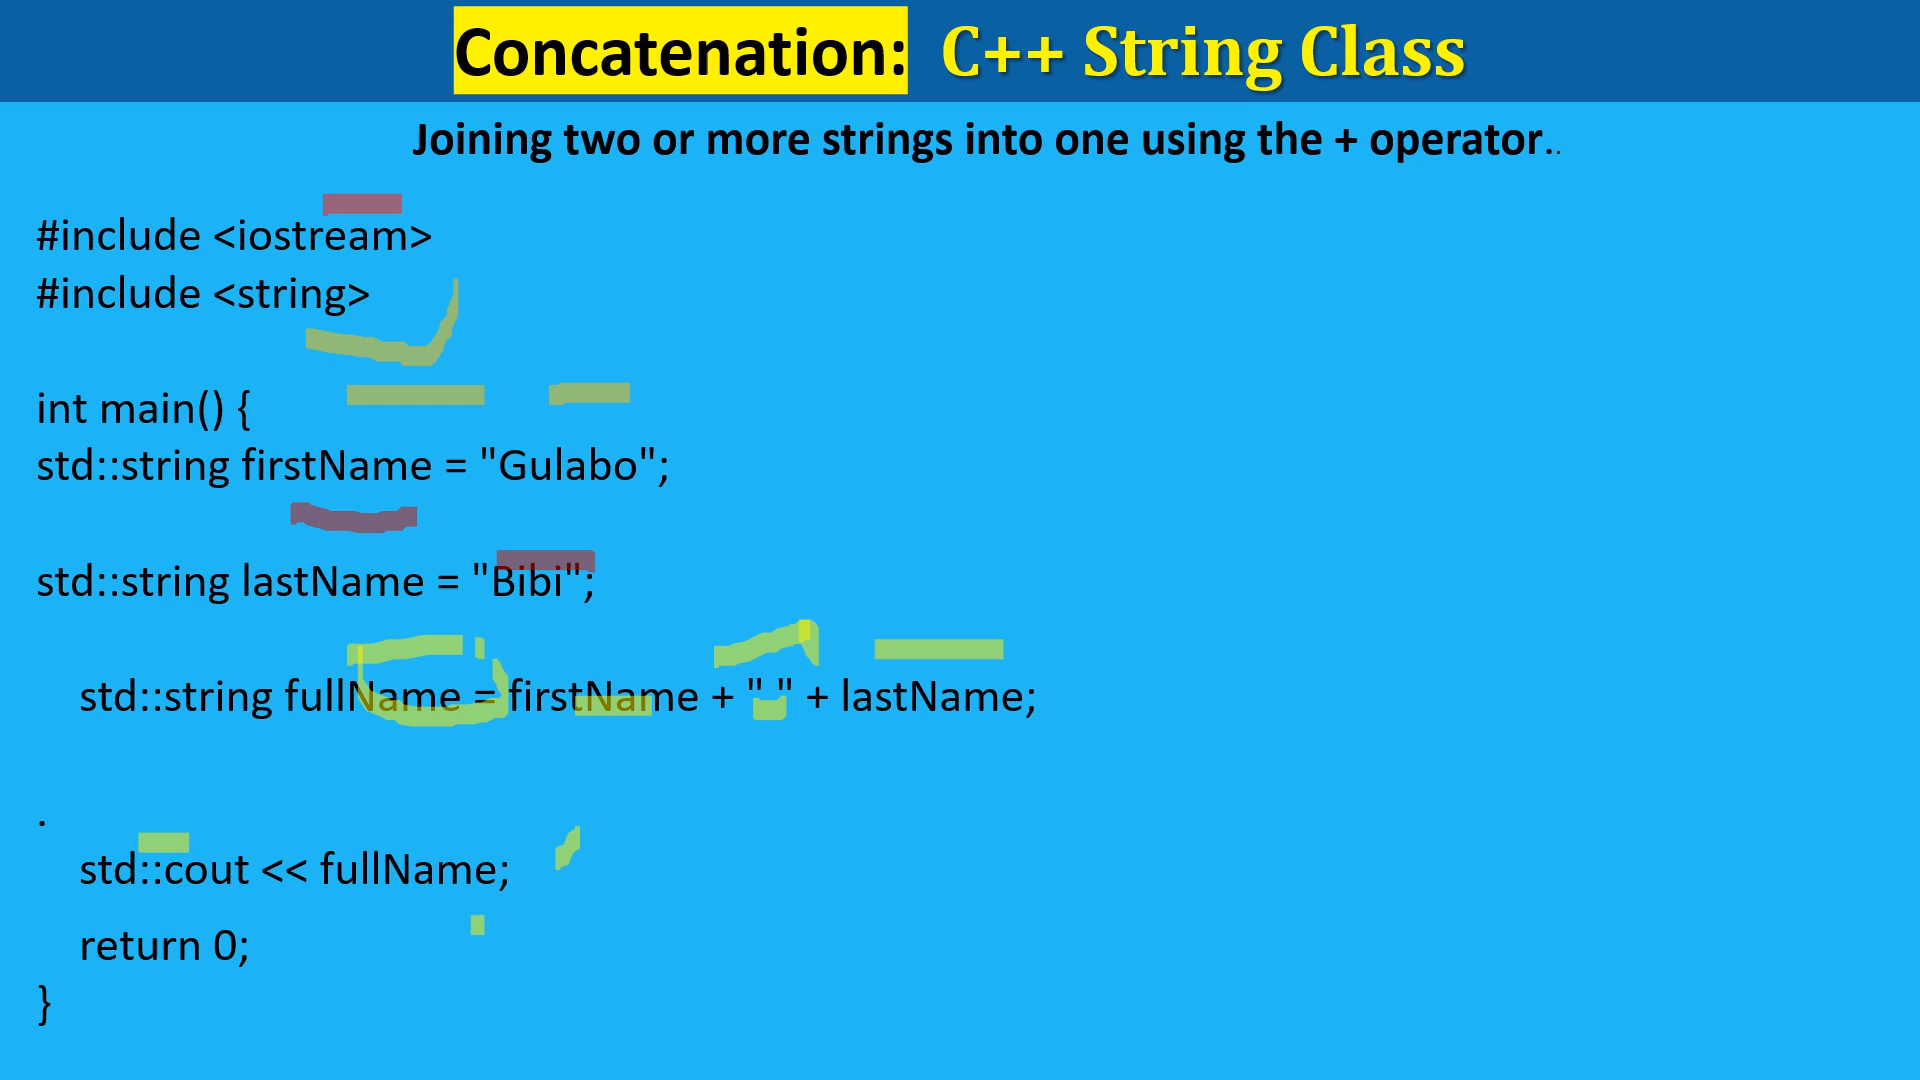 Concatenation: C++ String Class
Joining two or more strings into one using the + operator..
#include <iostream>
#include <string>
int main() {
std::string firstName = "Gulabo";
std::string lastName = "Bibi";
std::string fullName = firstName + " " + lastName;
.
std::cout << fullName;
return 0;
}